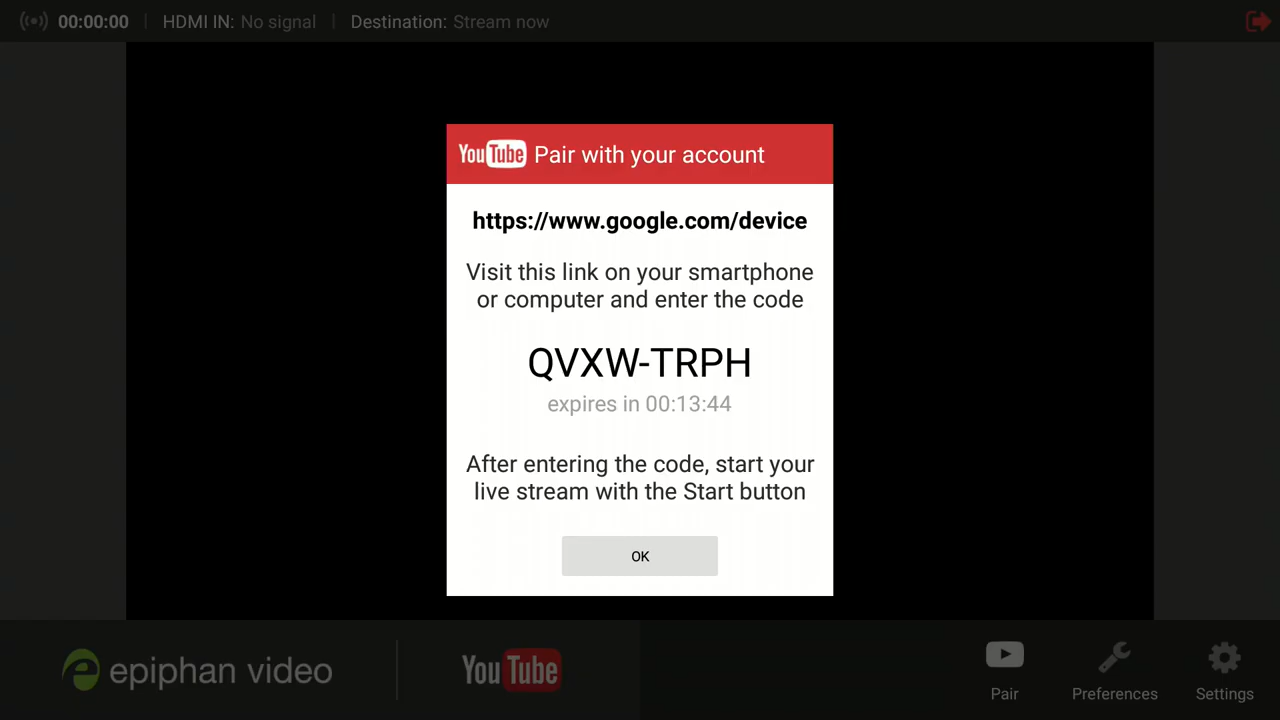 00:00:00 | HDMI IN: No signal | Destination: Stream now
YouTube Pair with your account
https://www.google.com/device
Visit this link on your smartphone
or computer and enter the code
QVXW-TRPH
expires in 00:13:44
After entering the code, start your
live stream with the Start button
OK
epiphan video | YouTube
Pair Preferences Settings